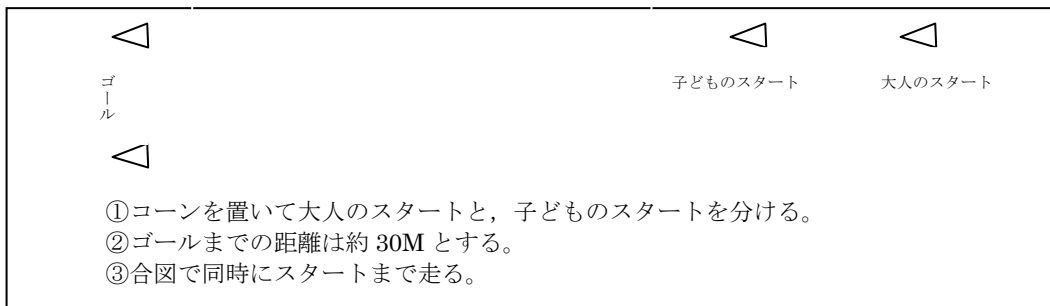 ゴール
子どものスタート
大人のスタート
①コーンを置いて大人のスタートと，子どものスタートを分ける。
②ゴールまでの距離は約 30M とする。
③合図で同時にスタートまで走る。